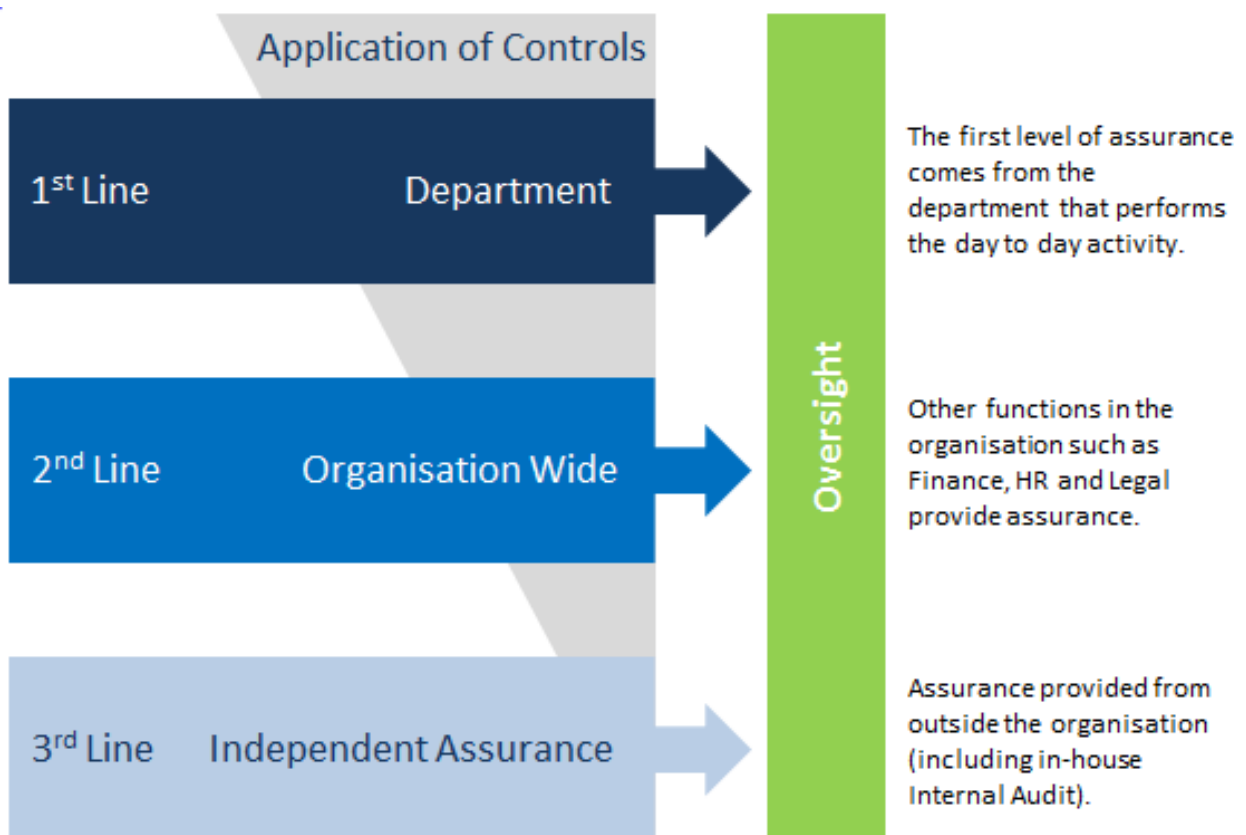 Application of Controls
1st Line Department
The first level of assurance
comes from the
department that performs
the day to day activity.
Oversight
2nd Line Organisation Wide
Other functions in the
organisation such as
Finance, HR and Legal
provide assurance.
3rd Line Independent Assurance
Assurance provided from
outside the organisation
(including in-house
Internal Audit).